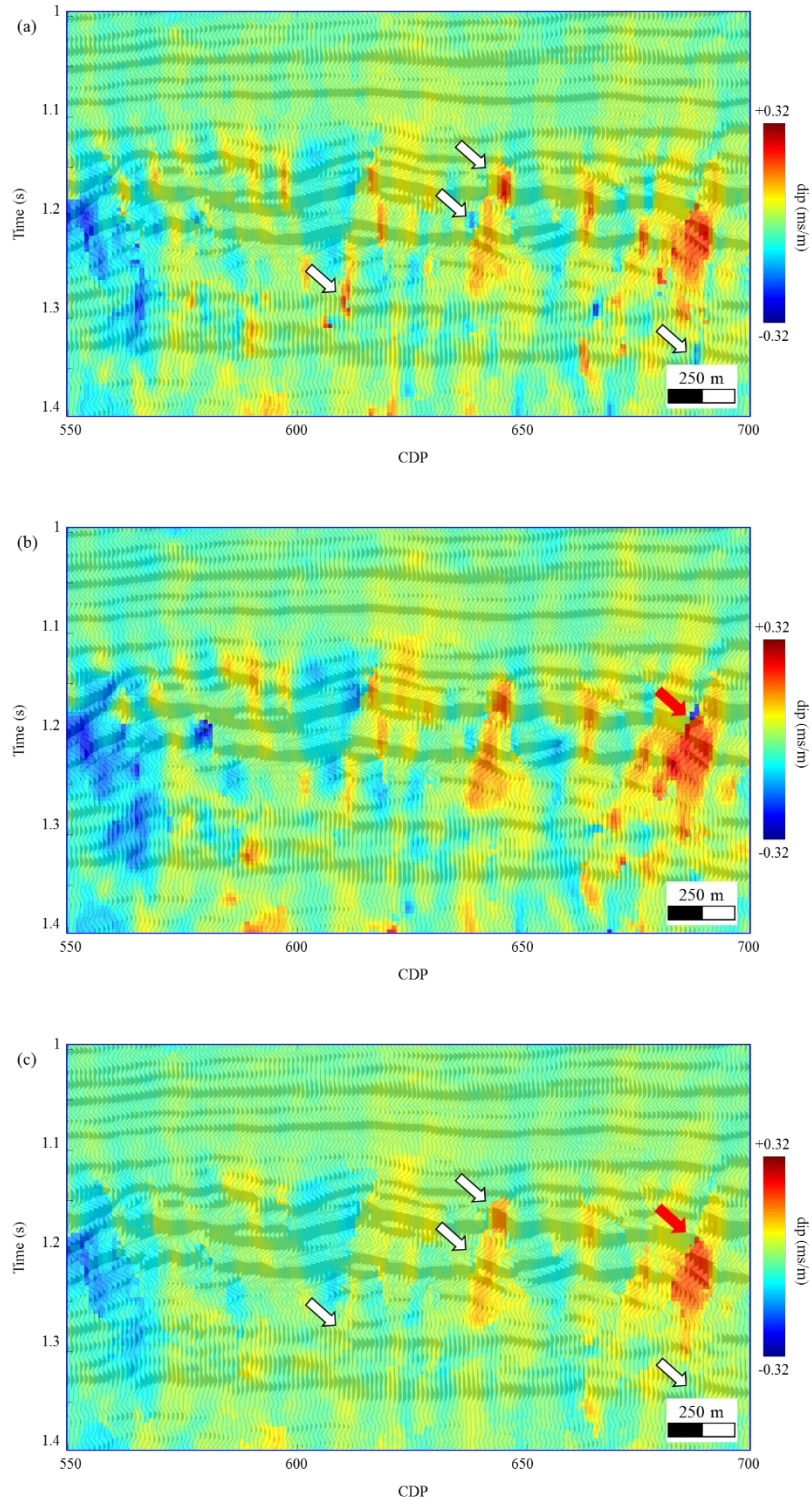 (a)
1
1.1
1.2
1.3
1.4
Time (s)
550
600
650
700
CDP
+0.32
-0.32
dip (ms/m)
250 m
(b)
1
1.1
1.2
1.3
1.4
Time (s)
550
600
650
700
CDP
+0.32
-0.32
dip (ms/m)
250 m
(c)
1
1.1
1.2
1.3
1.4
Time (s)
550
600
650
700
CDP
+0.32
-0.32
dip (ms/m)
250 m